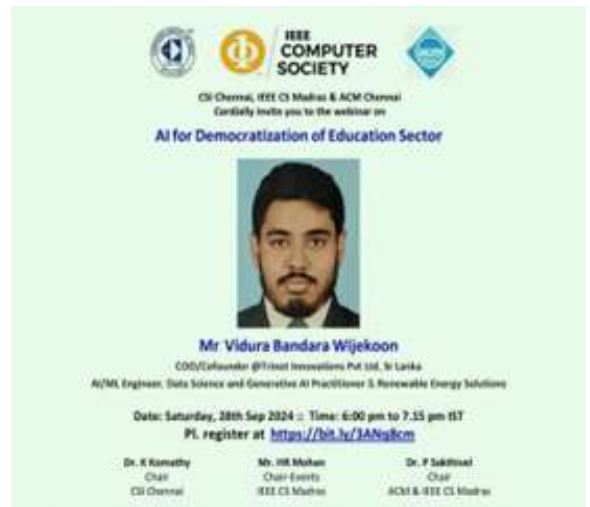 IEEE
COMPUTER
SOCIETY
acm
CSI Chennai, IEEE CS Madras & ACM Chennai
Cordially invite you to the webinar on
AI for Democratization of Education Sector
Mr Vidura Bandara Wijekoon
COO/Cofounder @Trinot Innovations Pvt Ltd, Sr Lanka
AI/ML Engineer, Data Science and Generative AI Practitioner & Renewable Energy Solutions
Date: Saturday, 28th Sep 2024 :: Time: 6:00 pm to 7.15 pm IST
Pl. register at https://bit.ly/3ANq8cm
Dr. K Komathy Mr. HR Mohan Dr. P Sakthivel
Chair Chair-Events Chair
CSI Chennai IEEE CS Madras ACM & IEEE CS Madras